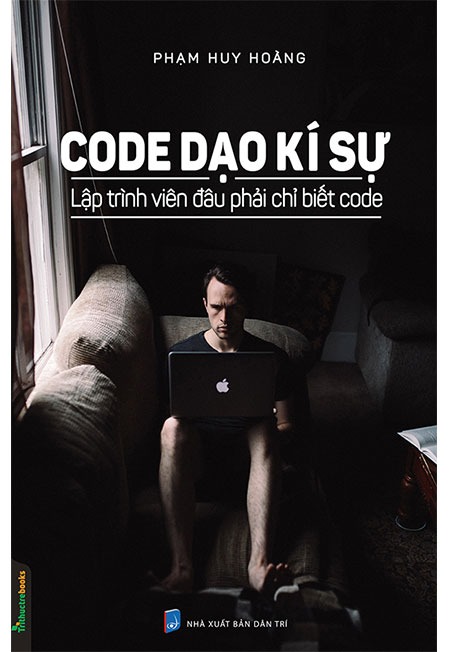 PHẠM HUY HOÀNG
CODE DẠO KÍ SỰ
Lập trình viên đâu phải chỉ biết code
Trithuctrebooks
NHÀ XUẤT BẢN DÂN TRÍ